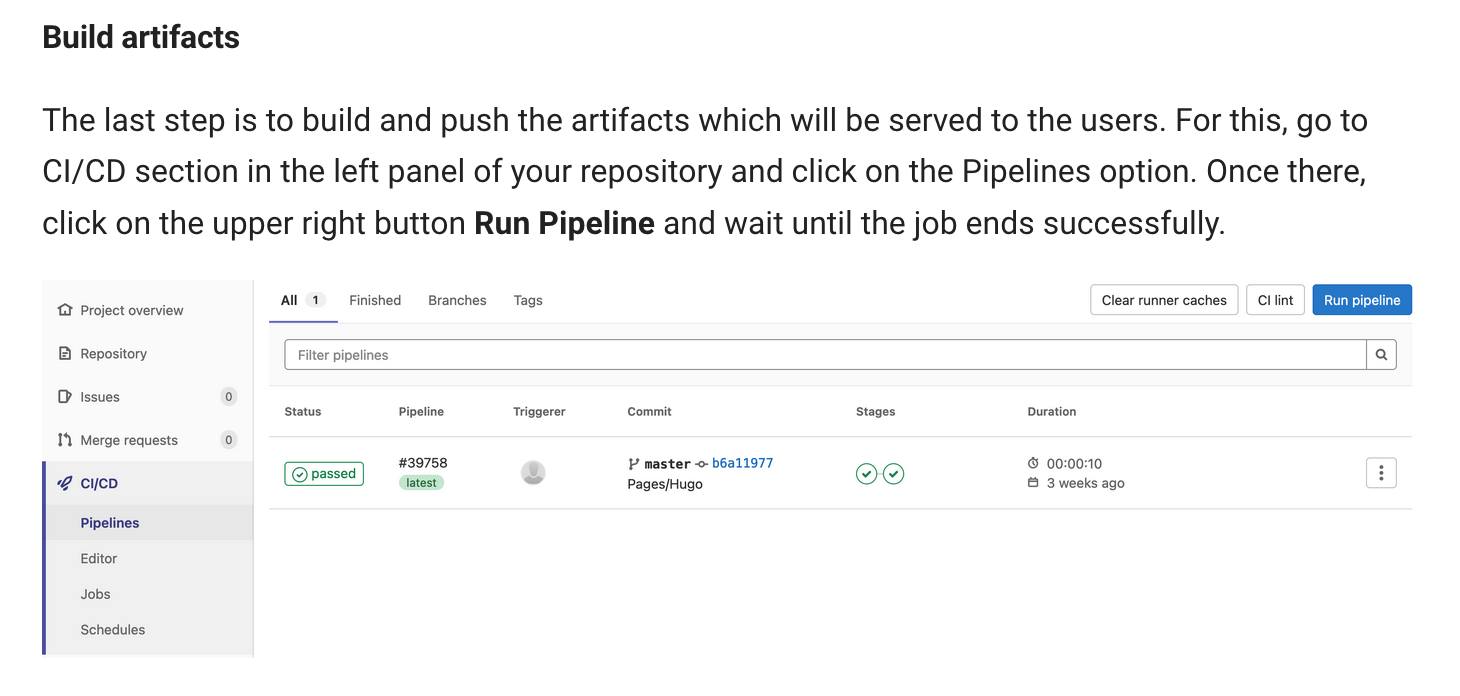 Build artifacts
The last step is to build and push the artifacts which will be served to the users. For this, go to
CI/CD section in the left panel of your repository and click on the Pipelines option. Once there,
click on the upper right button Run Pipeline and wait until the job ends successfully.
Project overview
Repository
Issues 0
Merge requests 0
CI/CD
Pipelines
Editor
Jobs
Schedules
All 1 Finished Branches Tags Clear runner caches CI lint Run pipeline
Filter pipelines
Status Pipeline Triggerer Commit Stages Duration
passed #39758 master b6a11977 00:00:10
latest Pages/Hugo 3 weeks ago